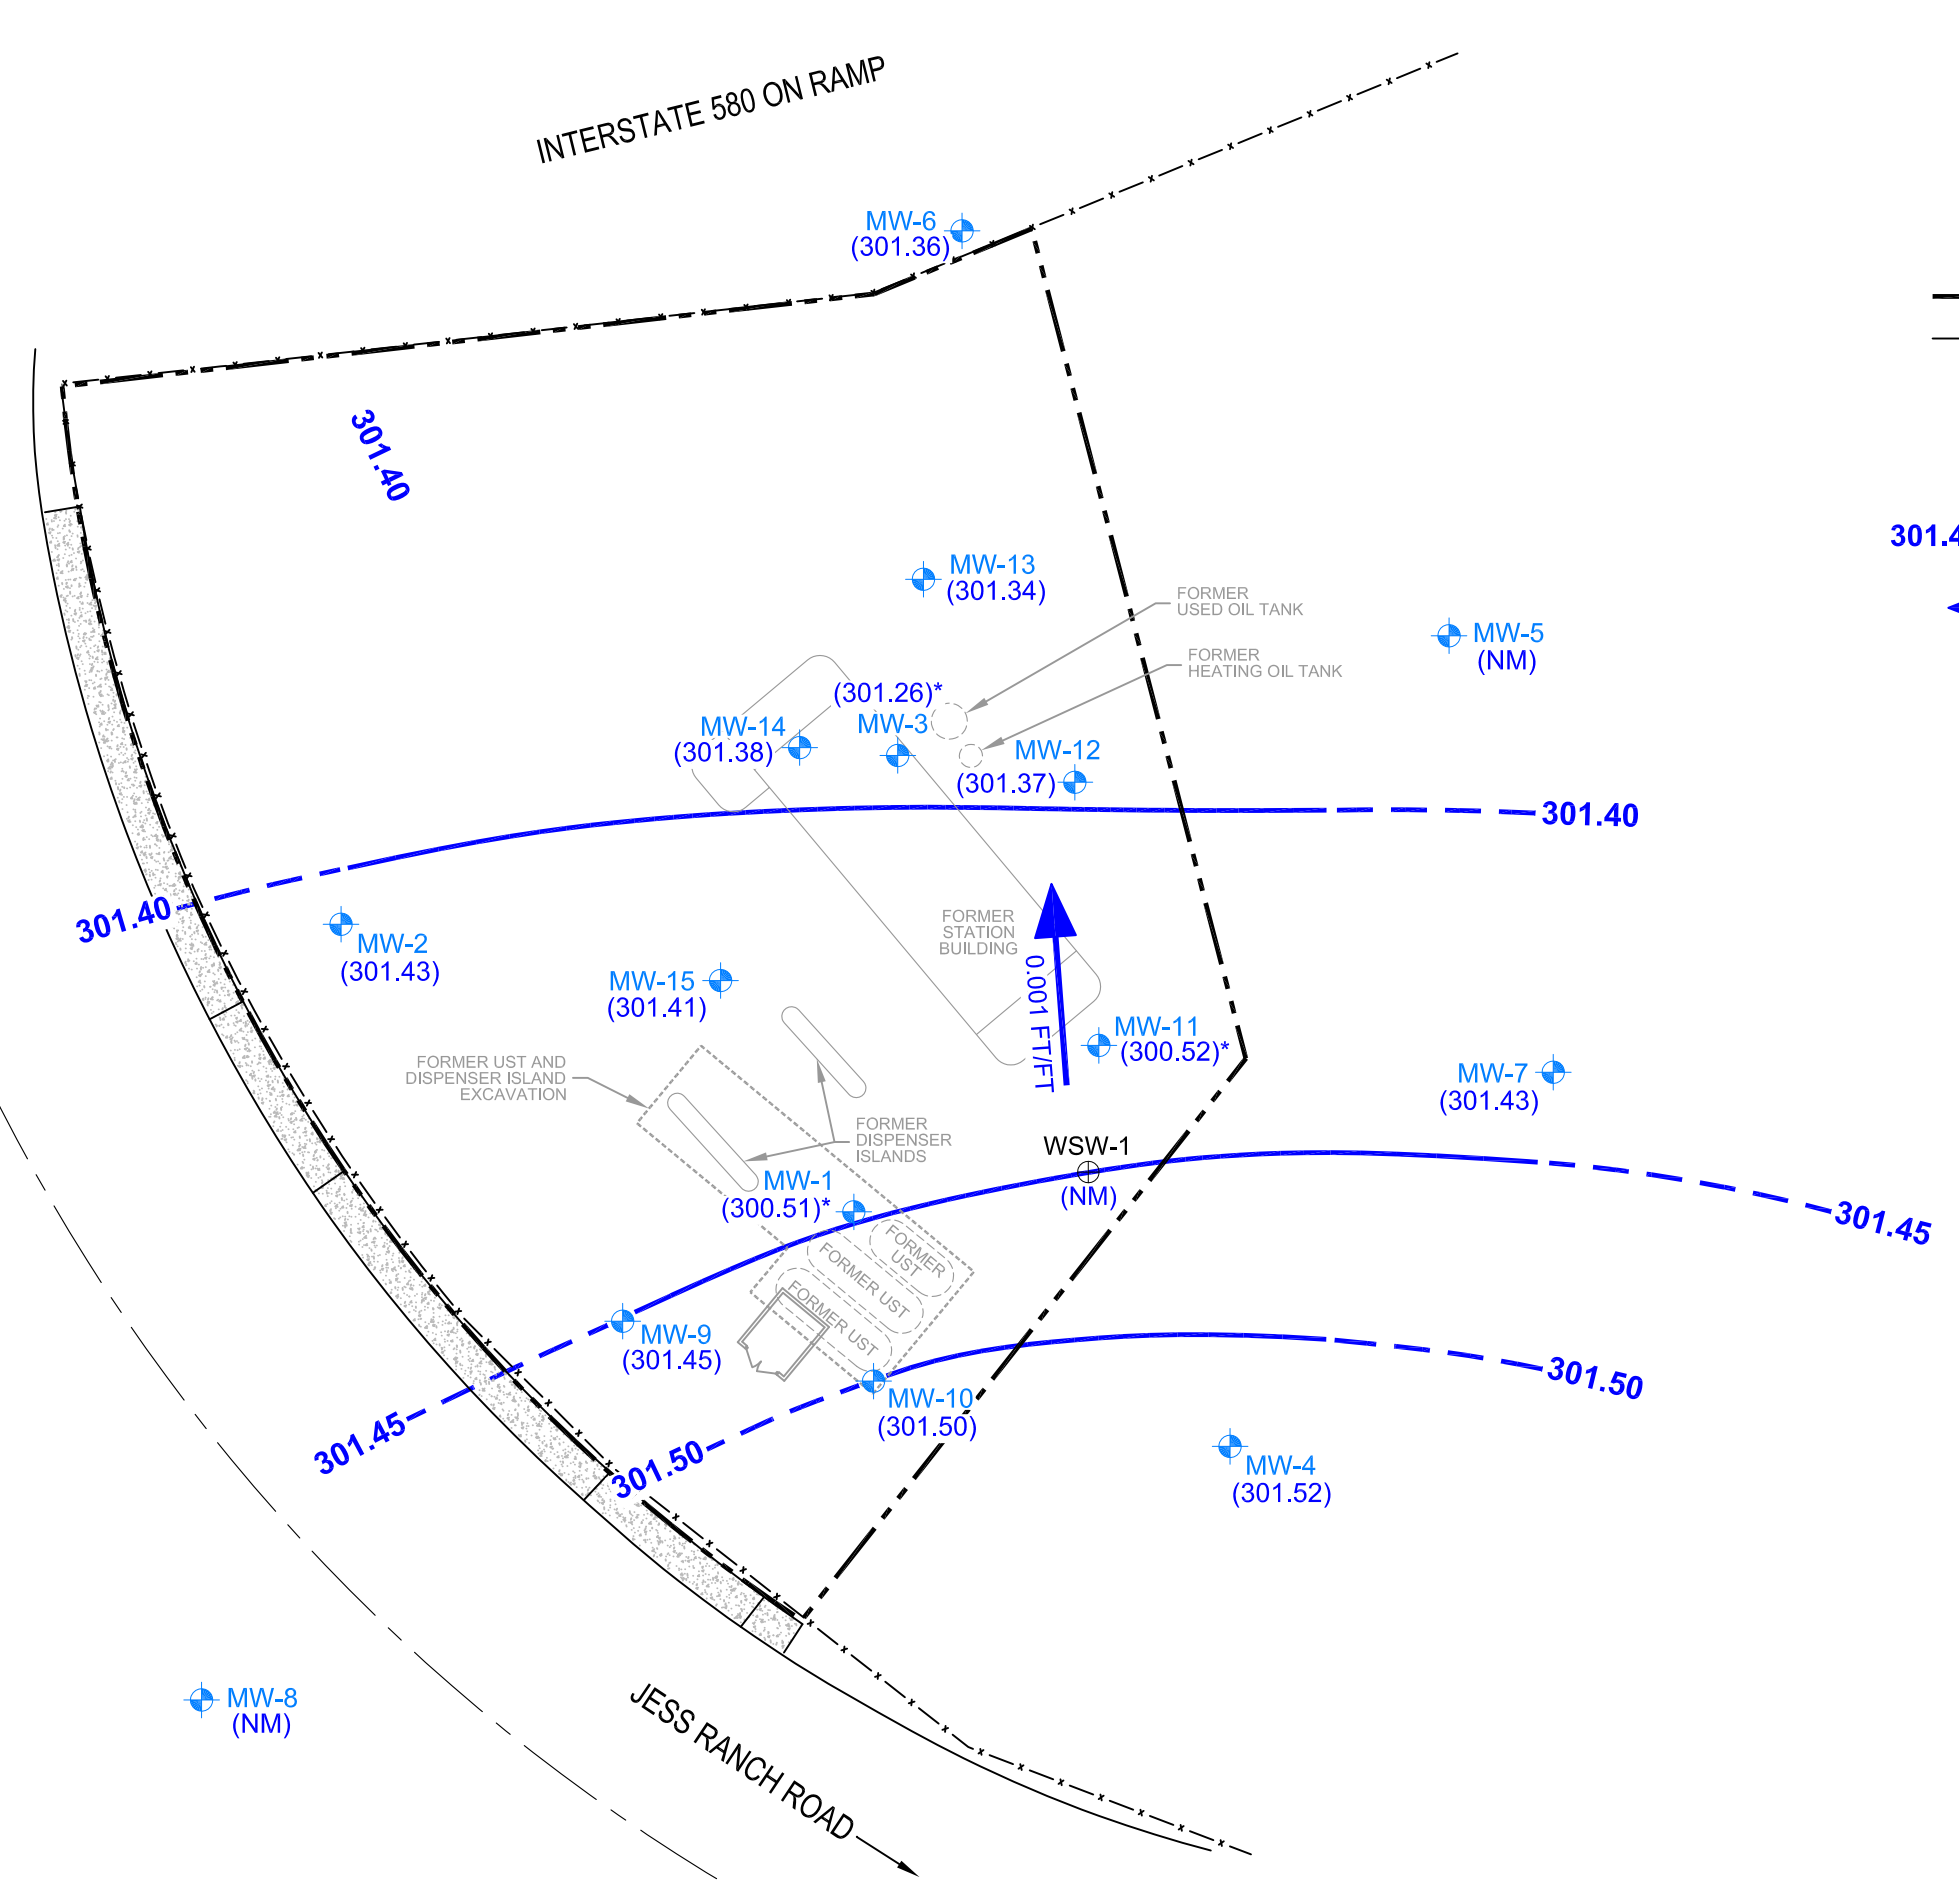 INTERSTATE 580 ON RAMP
MW-6
(301.36)
301.40
301.4
MW-13
(301.34)
FORMER
USED OIL TANK
MW-5
(NM)
FORMER
HEATING OIL TANK
(301.26)*
MW-3
MW-14
(301.38)
MW-12
(301.37)
301.40
301.40
MW-2
(301.43)
FORMER
STATION
BUILDING
0.001 FT/FT
MW-15
(301.41)
MW-11
(300.52)*
FORMER UST AND
DISPENSER ISLAND
EXCAVATION
MW-7
(301.43)
FORMER
DISPENSER
ISLANDS
WSW-1
(NM)
MW-1
(300.51)*
301.45
FORMER
UST
FORMER UST
FORMER UST
MW-9
(301.45)
301.50
MW-10
(301.50)
301.45
301.50
MW-4
(301.52)
MW-8
(NM)
JESS RANCH ROAD